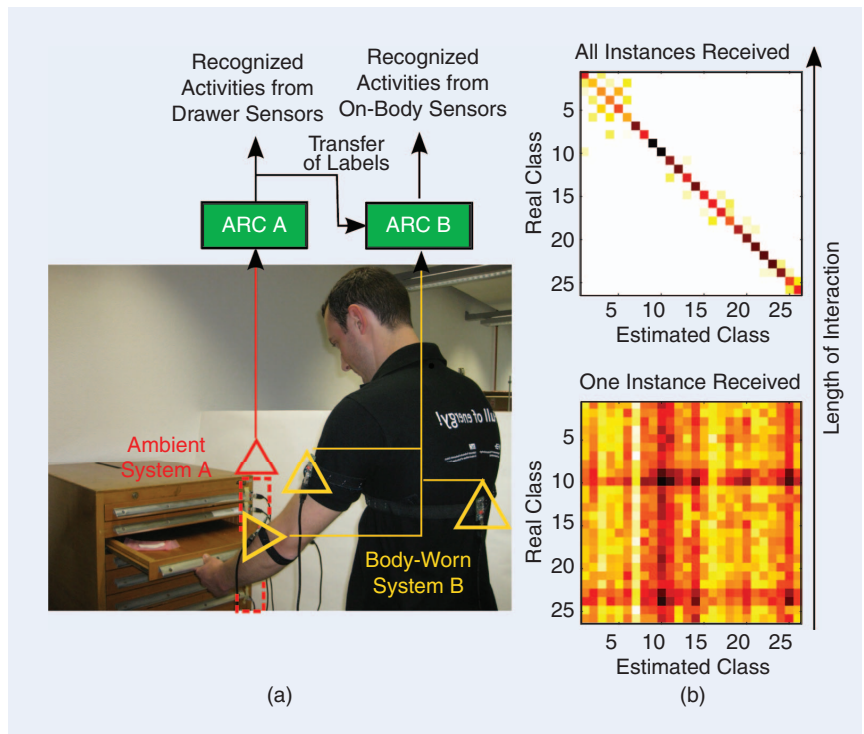 Recognized
Activities from
Drawer Sensors
Recognized
Activities from
On-Body Sensors
Transfer
of Labels
ARC A
ARC B
Ambient
System A
Body-Worn
System B
ull of energy!
(a)
All Instances Received
Real Class
5
10
15
20
25
5 10 15 20 25
Estimated Class
One Instance Received
Real Class
5
10
15
20
25
5 10 15 20 25
Estimated Class
Length of Interaction
(b)